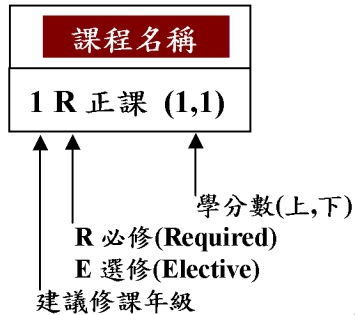 課程名稱
1 R 正課 (1,1)
學分數(上,下)
R 必修(Required)
E 選修(Elective)
建議修課年級